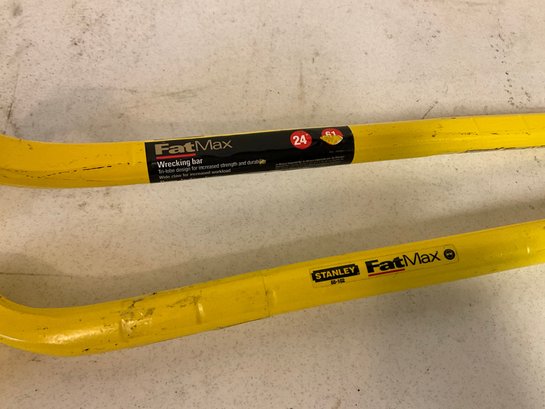 FatMax
24"
61
Wrecking bar
Tri-lobe design for increased strength and durability
Wide claw for increased workload
STANLEY
FatMax